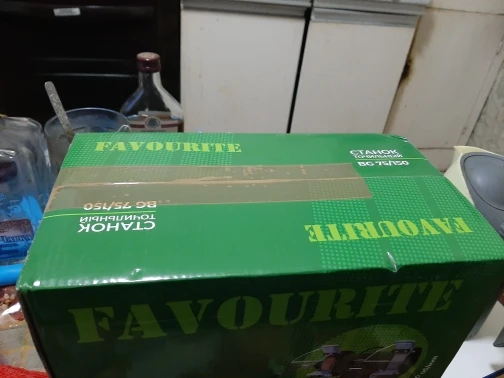 FAVOURITE
СТАНОК
ТОЧИЛЬНЫЙ
BG 75/150
СТАНОК
ТОЧИЛЬНЫЙ
BG 75/150
FAVOURITE
FAVOURITE